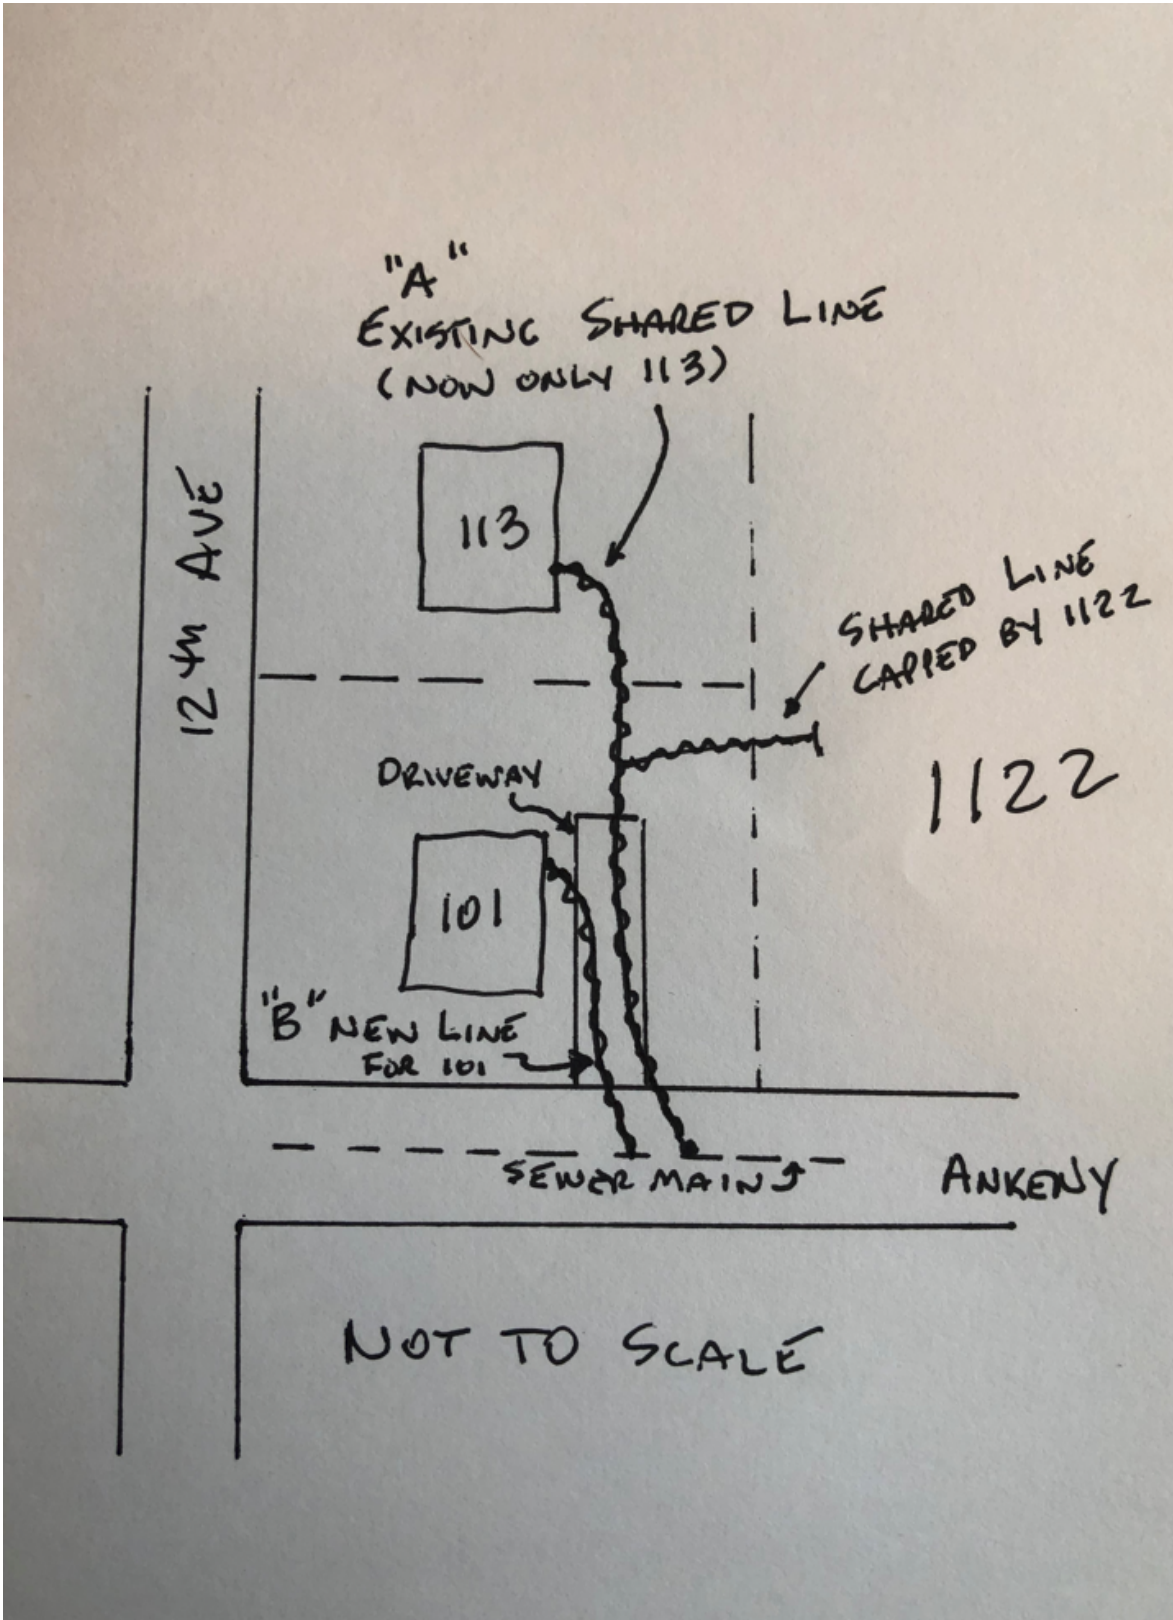 "A"
EXISTING SHARED LINE
(NOW ONLY 113)
12th AVE
113
SHARED LINE
CAPPED BY 1122
DRIVEWAY
1122
101
"B" NEW LINE
FOR 101
SEWER MAIN
ANKENY
NOT TO SCALE